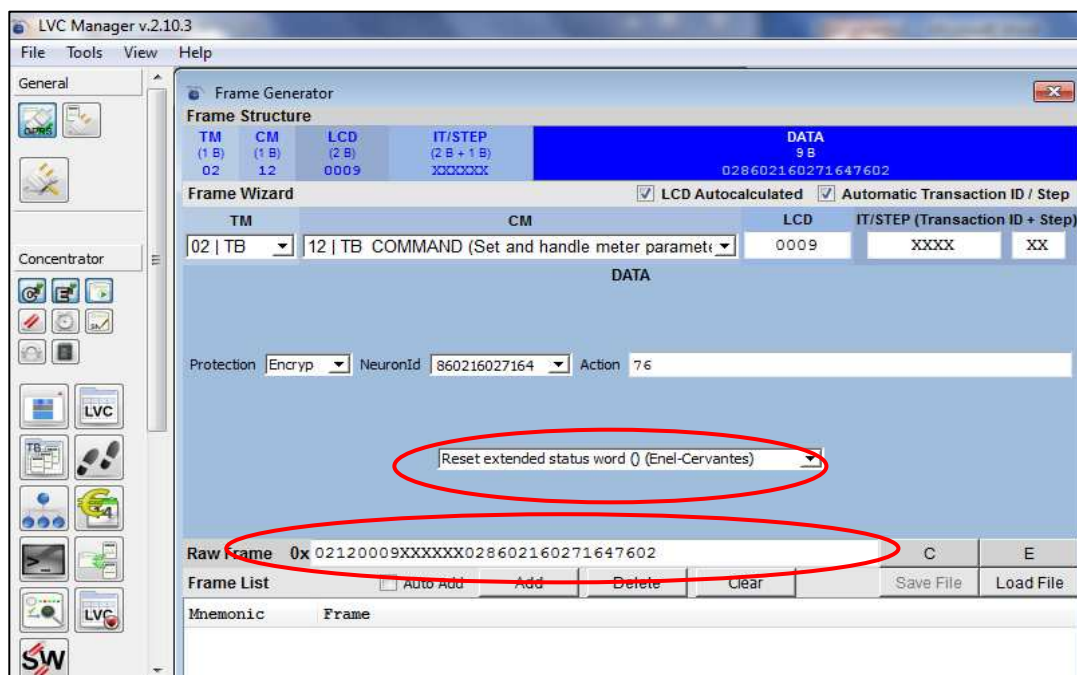 LVC Manager v.2.10.3
File Tools View Help
General
GPRS
Concentrator
LVC
TB
4
>_
LVC
SW
Frame Generator
Frame Structure
TM CM LCD IT/STEP DATA
(1 B) (1 B) (2 B) (2 B + 1 B) 9 B
02 12 0009 XXXXXX 028602160271647602
Frame Wizard LCD Autocalculated Automatic Transaction ID / Step
TM CM LCD IT/STEP (Transaction ID + Step)
02 | TB 12 | TB COMMAND (Set and handle meter paramete 0009 XXXX XX
DATA
Protection Encryp NeuronId 860216027164 Action 76
Reset extended status word () (Enel-Cervantes)
Raw Frame 0x 02120009XXXXXX028602160271647602 C E
Frame List Auto Add Add Delete Clear Save File Load File
Mnemonic Frame